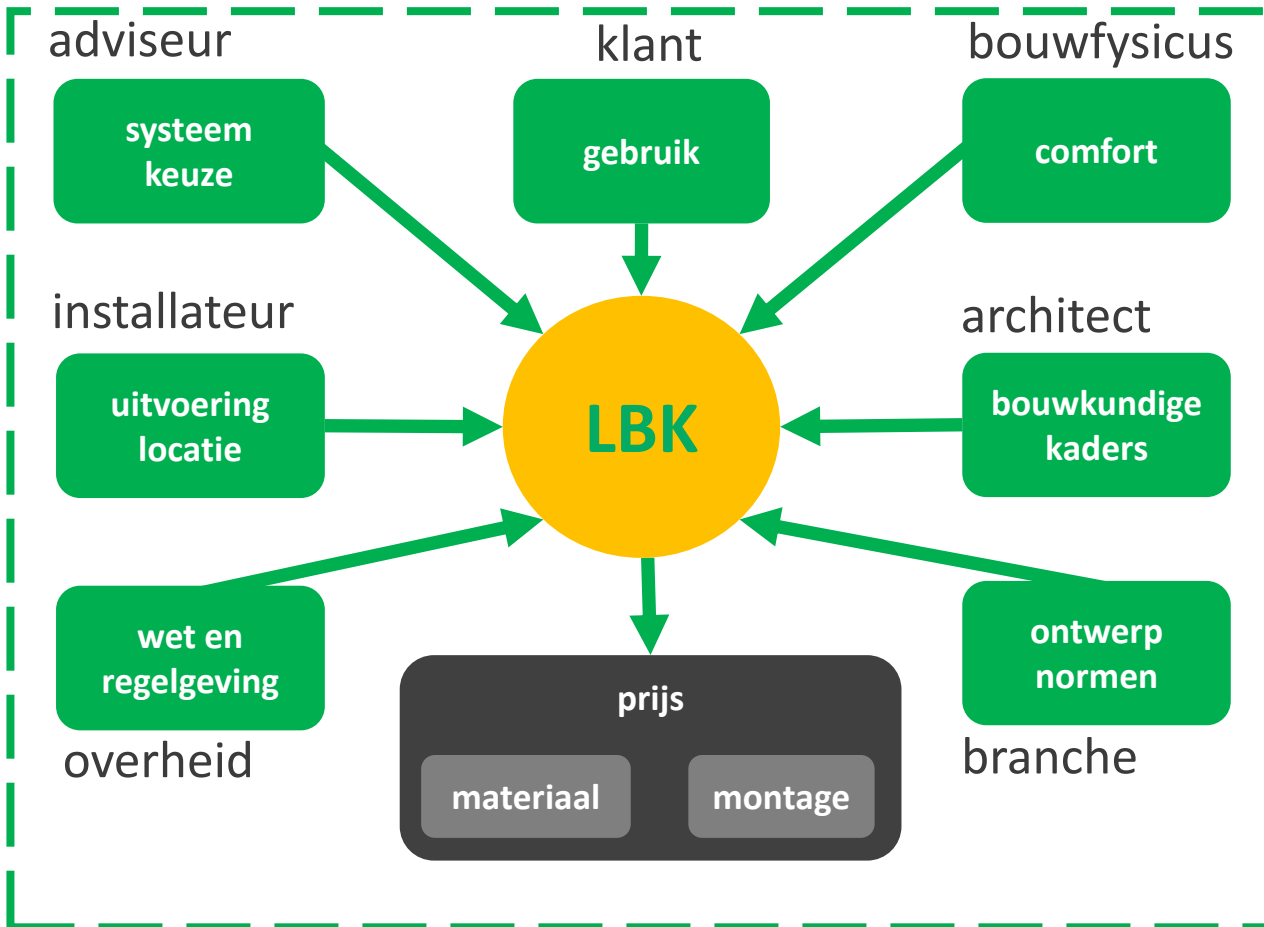 adviseur
klant
bouwfysicus
systeem
keuze
gebruik
comfort
installateur
architect
uitvoering
locatie
LBK
bouwkundige
kaders
wet en
regelgeving
overheid
prijs
materiaal
montage
ontwerp
normen
branche